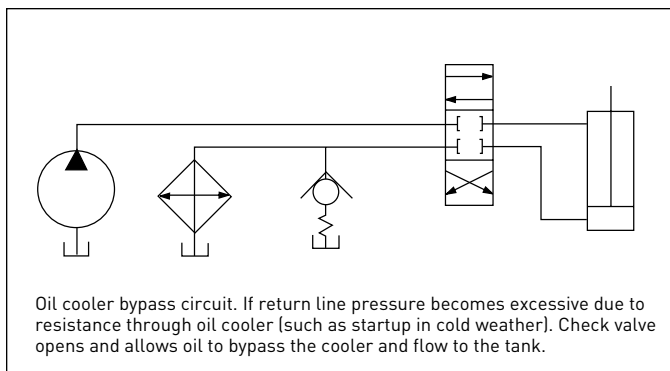 Oil cooler bypass circuit. If return line pressure becomes excessive due to
resistance through oil cooler (such as startup in cold weather). Check valve
opens and allows oil to bypass the cooler and flow to the tank.